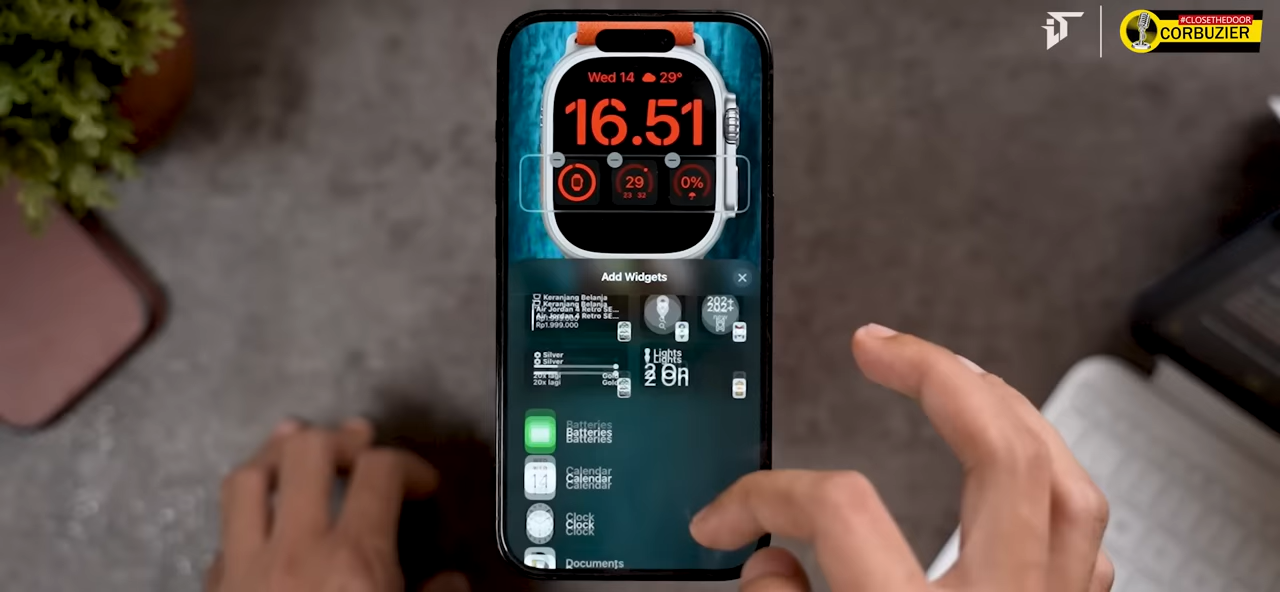 #CLOSETHEDOOR
CORBUZIER
Wed 14 29°
16.51
29
23 32
0%
Add Widgets
Keranjang Belanja
Air Jordan 4 Retro SE...
Rp1.999.000
Silver
20x lagi Gold
Lights
2 On
Batteries
Calendar
14
Clock
Documents